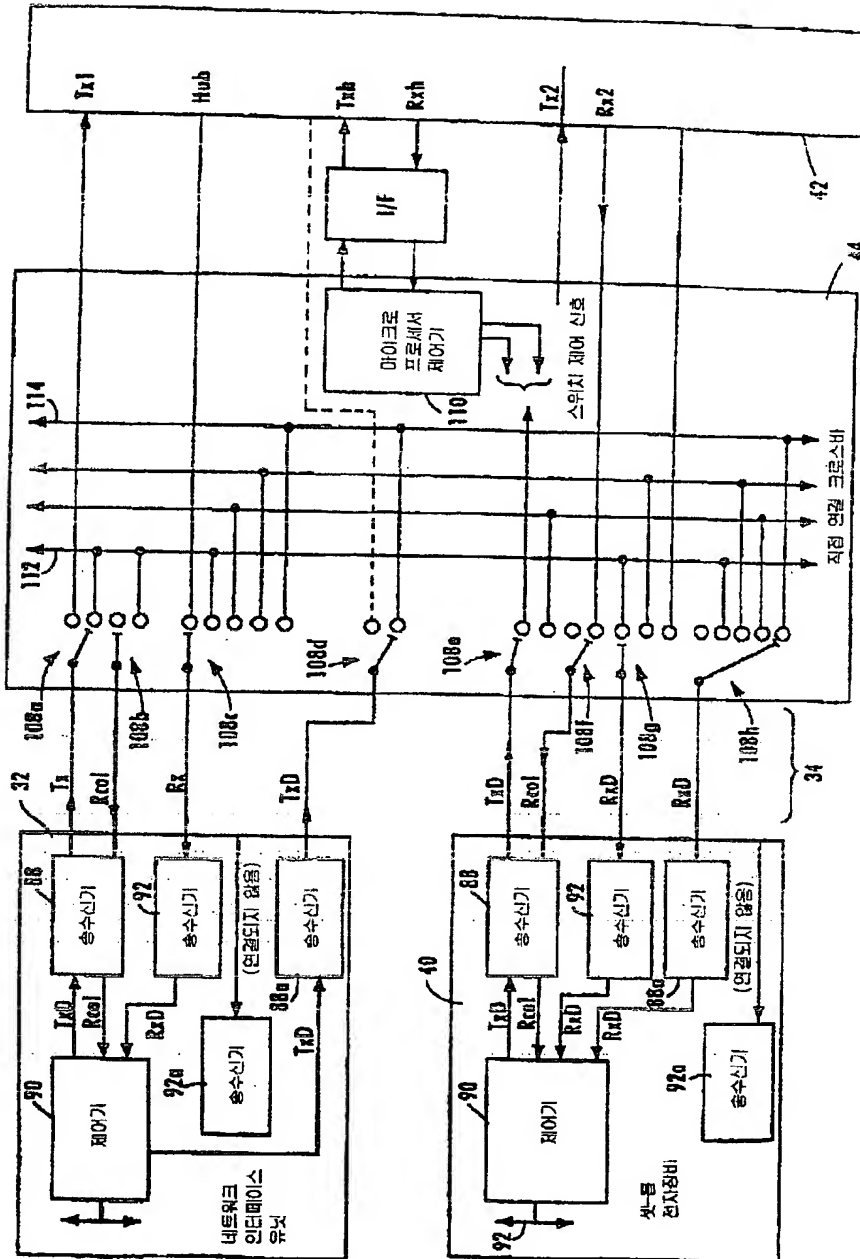 Tx1
Hub
Txh
Rxh
Tx2
Rx2
42
I/F
마이크로
프로세서
제어기
110
스위치 제어 신호
114
112
직접 연결 크로스바
44
108a
108b
108c
108d
108e
108f
108g
108h
34
32
Tx
Rcol
Rx
TxD
88
송수신기
92
송수신기
(연결되지 않음)
88a
송수신기
TxD
Rcol
RxD
TxD
90
제어기
92a
송수신기
네트워크
인터페이스
유닛
TxD
Rcol
RxD
RxD
40
88
송수신기
92
송수신기
88a
송수신기
(연결되지 않음)
TxD
Rcol
RxD
RxD
90
제어기
92a
송수신기
92
셋-톱
전자장비